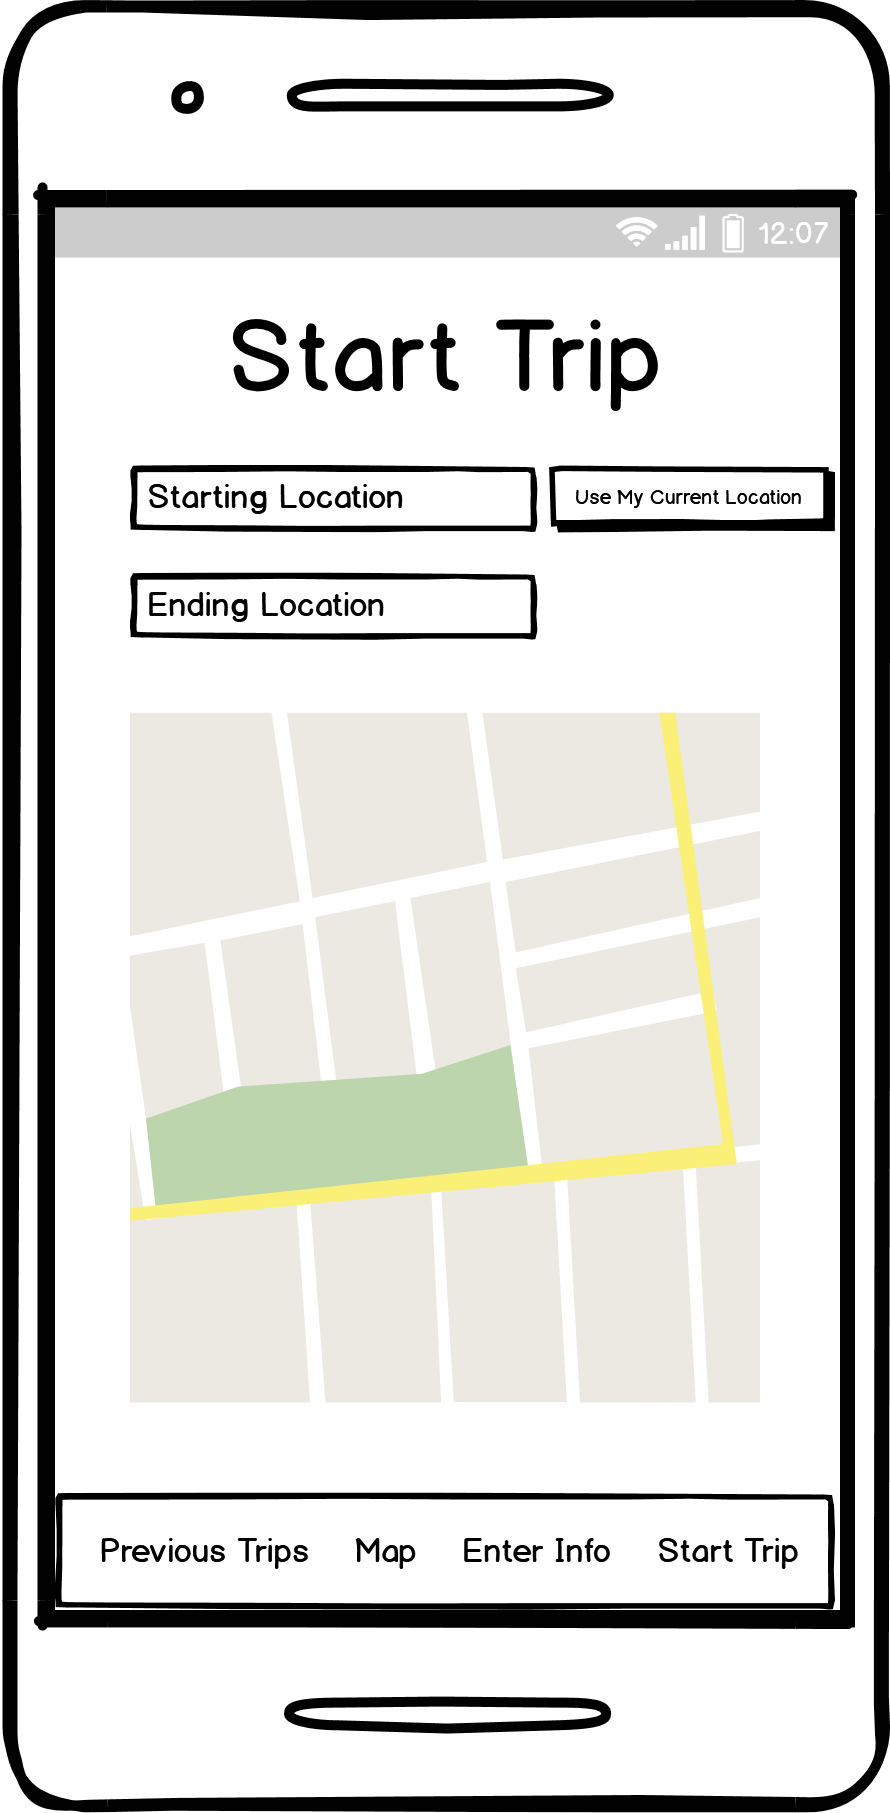 12:07
Start Trip
Starting Location
Use My Current Location
Ending Location
Previous Trips Map Enter Info Start Trip